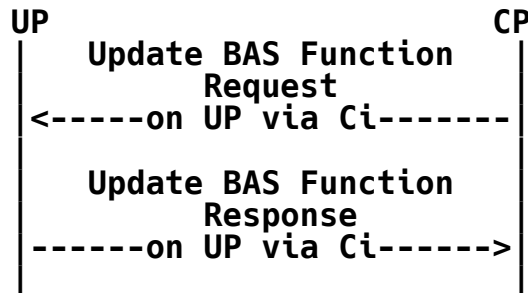 UP                       CP
|   Update BAS Function   |
|         Request         |
|<-----on UP via Ci-------|
|                         |
|   Update BAS Function   |
|         Response        |
|------on UP via Ci------>|
|                         |